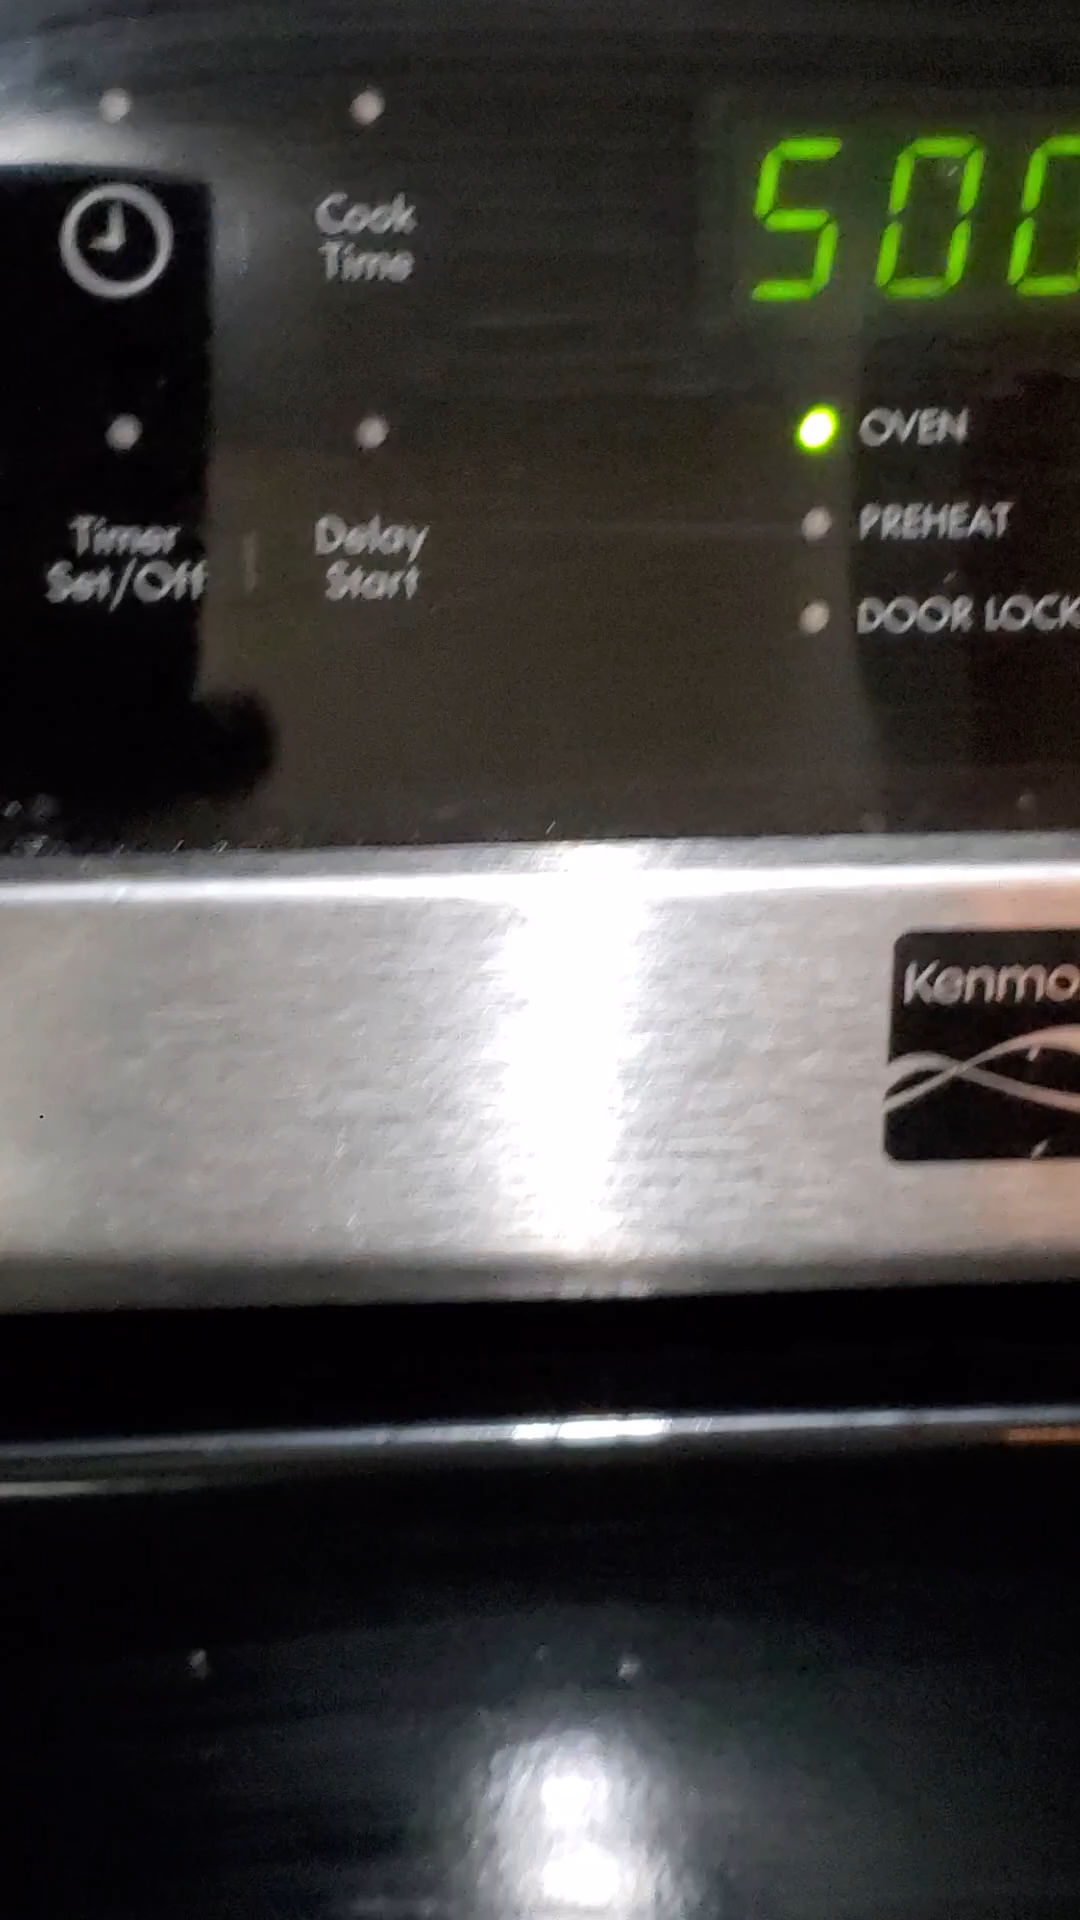 500
Cook
Time
OVEN
PREHEAT
Timer
Set/Off
Delay
Start
DOOR LOCK
Kenmo